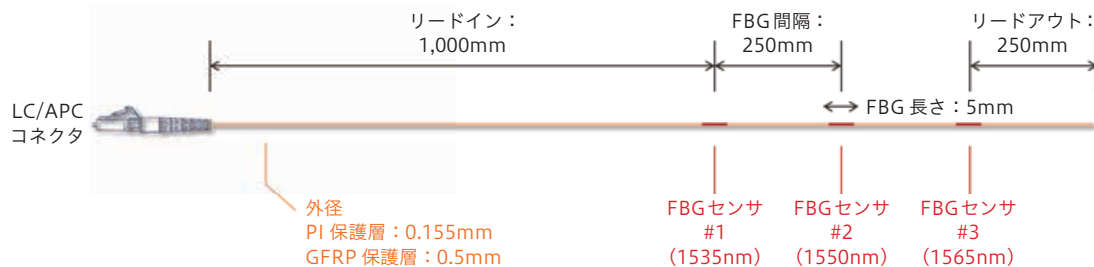 リードイン：
1,000mm
FBG間隔：
250mm
リードアウト：
250mm
LC/APC
コネクタ
FBG 長さ：5mm
外径
PI 保護層：0.155mm
GFRP 保護層：0.5mm
FBGセンサ
#1
（1535nm）
FBGセンサ
#2
（1550nm）
FBGセンサ
#3
（1565nm）